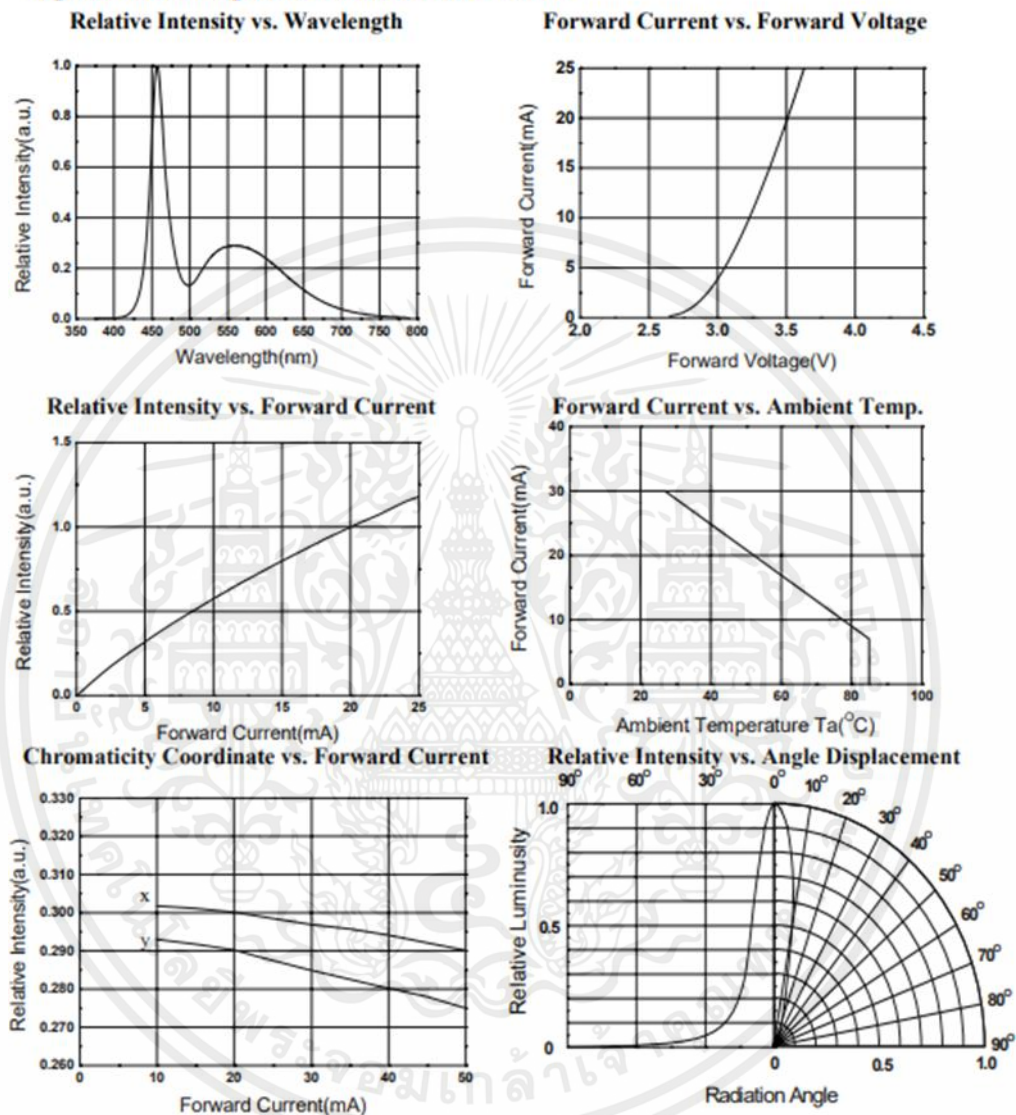 Relative Intensity vs. Wavelength
Relative Intensity(a.u.)
1.0
0.8
0.6
0.4
0.2
0.0
350 400 450 500 550 600 650 700 750 800
Wavelength(nm)
Forward Current vs. Forward Voltage
Forward Current(mA)
25
20
15
10
5
0
2.0 2.5 3.0 3.5 4.0 4.5
Forward Voltage(V)
Relative Intensity vs. Forward Current
Relative Intensity(a.u.)
1.5
1.0
0.5
0.0
0 5 10 15 20 25
Forward Current(mA)
Forward Current vs. Ambient Temp.
Forward Current(mA)
40
30
20
10
0
0 20 40 60 80 100
Ambient Temperature Ta(°C)
Chromaticity Coordinate vs. Forward Current
Relative Intensity(a.u.)
0.330
0.320
0.310
0.300
0.290
0.280
0.270
0.260
x
y
0 10 20 30 40 50
Forward Current(mA)
Relative Intensity vs. Angle Displacement
90° 60° 30° 0° 10° 20° 30° 40° 50° 60° 70° 80° 90°
Relative Luminusity
1.0
0.5
0
0 0.5 1.0
Radiation Angle